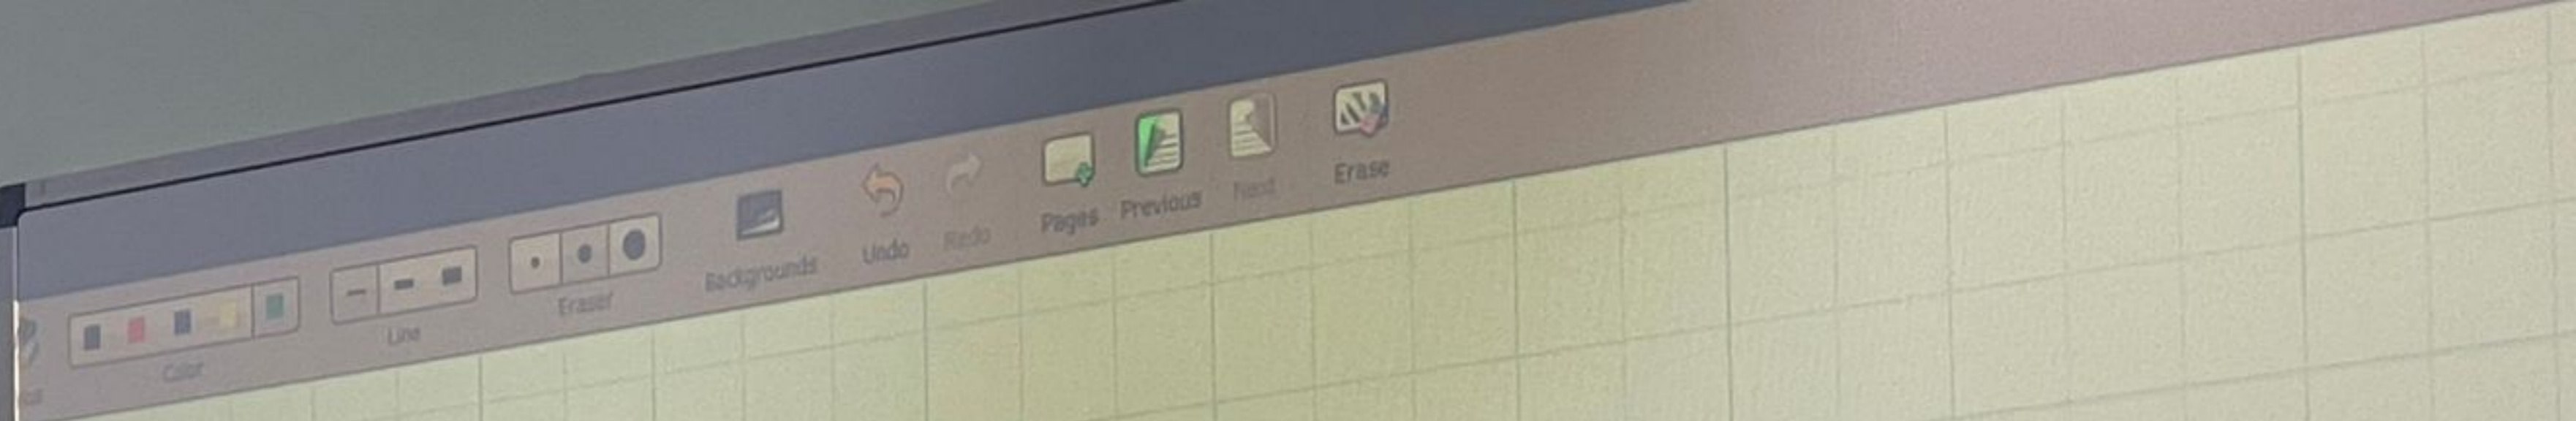 Color
Line
Eraser
Backgrounds
Undo
Redo
Pages
Previous
Next
Erase